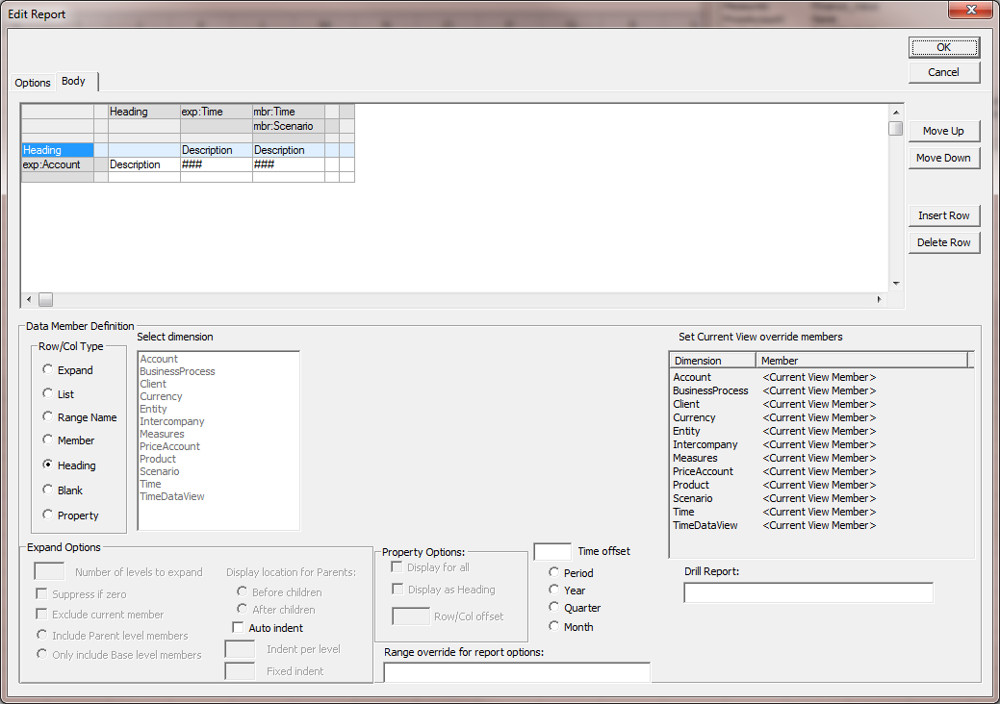 Edit Report
OK
Cancel
Options Body
Heading exp:Time mbr:Time
mbr:Scenario
Heading Description Description
exp:Account Description ### ###
Move Up
Move Down
Insert Row
Delete Row
Data Member Definition
Row/Col Type
Expand
List
Range Name
Member
Heading
Blank
Property
Select dimension
Account
BusinessProcess
Client
Currency
Entity
Intercompany
Measures
PriceAccount
Product
Scenario
Time
TimeDataView
Set Current View override members
Dimension Member
Account <Current View Member>
BusinessProcess <Current View Member>
Client <Current View Member>
Currency <Current View Member>
Entity <Current View Member>
Intercompany <Current View Member>
Measures <Current View Member>
PriceAccount <Current View Member>
Product <Current View Member>
Scenario <Current View Member>
Time <Current View Member>
TimeDataView <Current View Member>
Expand Options
Number of levels to expand
Suppress if zero
Exclude current member
Include Parent level members
Only include Base level members
Display location for Parents:
Before children
After children
Auto indent
Indent per level
Fixed indent
Property Options:
Display for all
Display as Heading
Row/Col offset
Time offset
Period
Year
Quarter
Month
Drill Report:
Range override for report options: